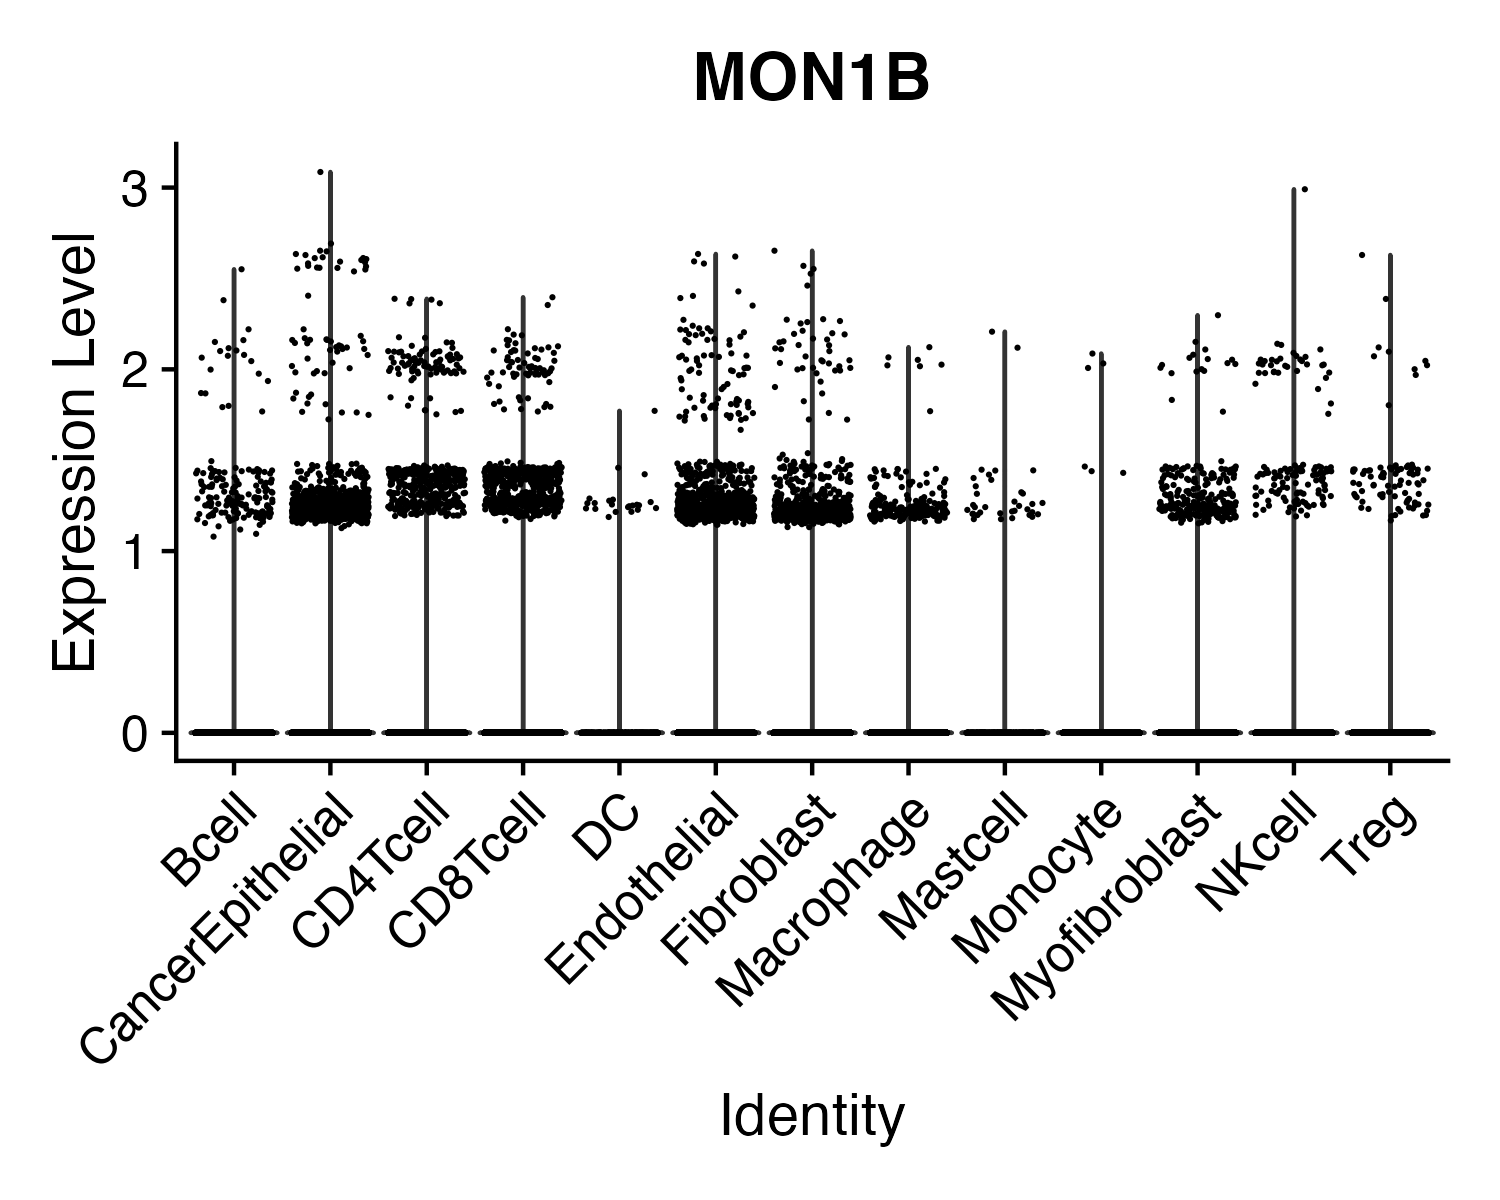 MON1B
Expression Level
3
2
1
0
Bcell
CancerEpithelial
CD4Tcell
CD8Tcell
DC
Endothelial
Fibroblast
Macrophage
Mastcell
Monocyte
Myofibroblast
NKcell
Treg
Identity